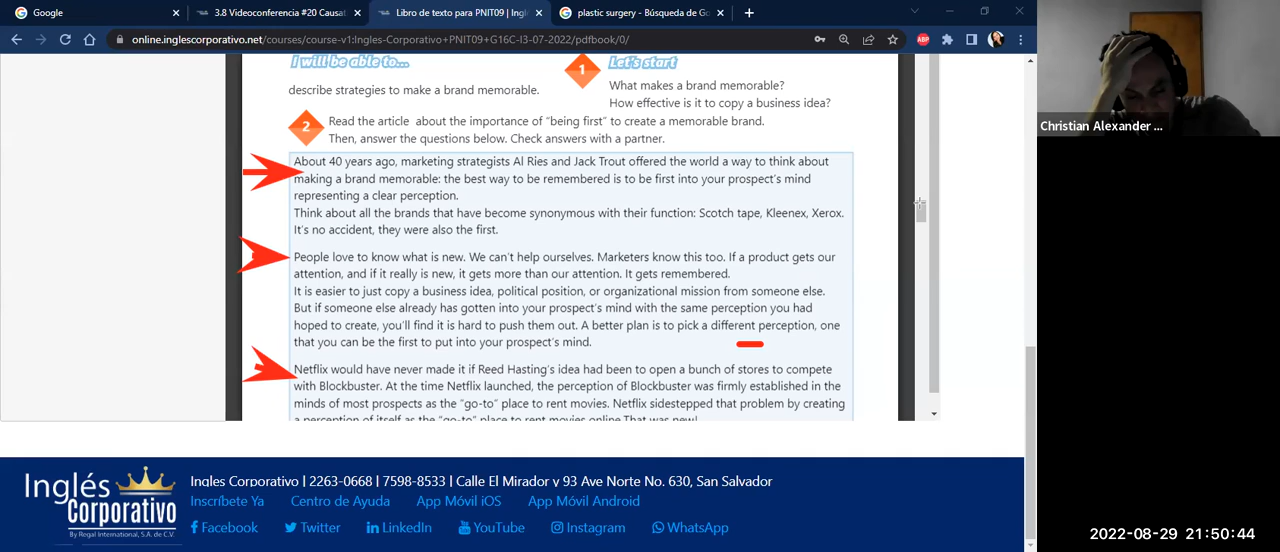 Google
3.8 Videoconferencia #20 Causat
Libro de texto para PNIT09 | Ingl
plastic surgery - Búsqueda de Go
online.inglescorporativo.net/courses/course-v1:Ingles-Corporativo+PNIT09+G16C-I3-07-2022/pdfbook/0/
ABP
I will be able to...
describe strategies to make a brand memorable.
1
Let's start
What makes a brand memorable?
How effective is it to copy a business idea?
2
Read the article about the importance of "being first" to create a memorable brand.
Then, answer the questions below. Check answers with a partner.
About 40 years ago, marketing strategists Al Ries and Jack Trout offered the world a way to think about
making a brand memorable: the best way to be remembered is to be first into your prospect's mind
representing a clear perception.
Think about all the brands that have become synonymous with their function: Scotch tape, Kleenex, Xerox.
It's no accident, they were also the first.
People love to know what is new. We can't help ourselves. Marketers know this too. If a product gets our
attention, and if it really is new, it gets more than our attention. It gets remembered.
It is easier to just copy a business idea, political position, or organizational mission from someone else.
But if someone else already has gotten into your prospect's mind with the same perception you had
hoped to create, you'll find it is hard to push them out. A better plan is to pick a different perception, one
that you can be the first to put into your prospect's mind.
Netflix would have never made it if Reed Hasting's idea had been to open a bunch of stores to compete
with Blockbuster. At the time Netflix launched, the perception of Blockbuster was firmly established in the
minds of most prospects as the "go-to" place to rent movies. Netflix sidestepped that problem by creating
a perception of itself as the "go-to" place to rent movies online. That was new!
Christian Alexander ...
Inglés
Corporativo
By Regal International, S.A. de C.V.
Ingles Corporativo | 2263-0668 | 7598-8533 | Calle El Mirador y 93 Ave Norte No. 630, San Salvador
Inscríbete Ya Centro de Ayuda App Móvil iOS App Móvil Android
Facebook Twitter LinkedIn YouTube Instagram WhatsApp
2022-08-29 21:50:44